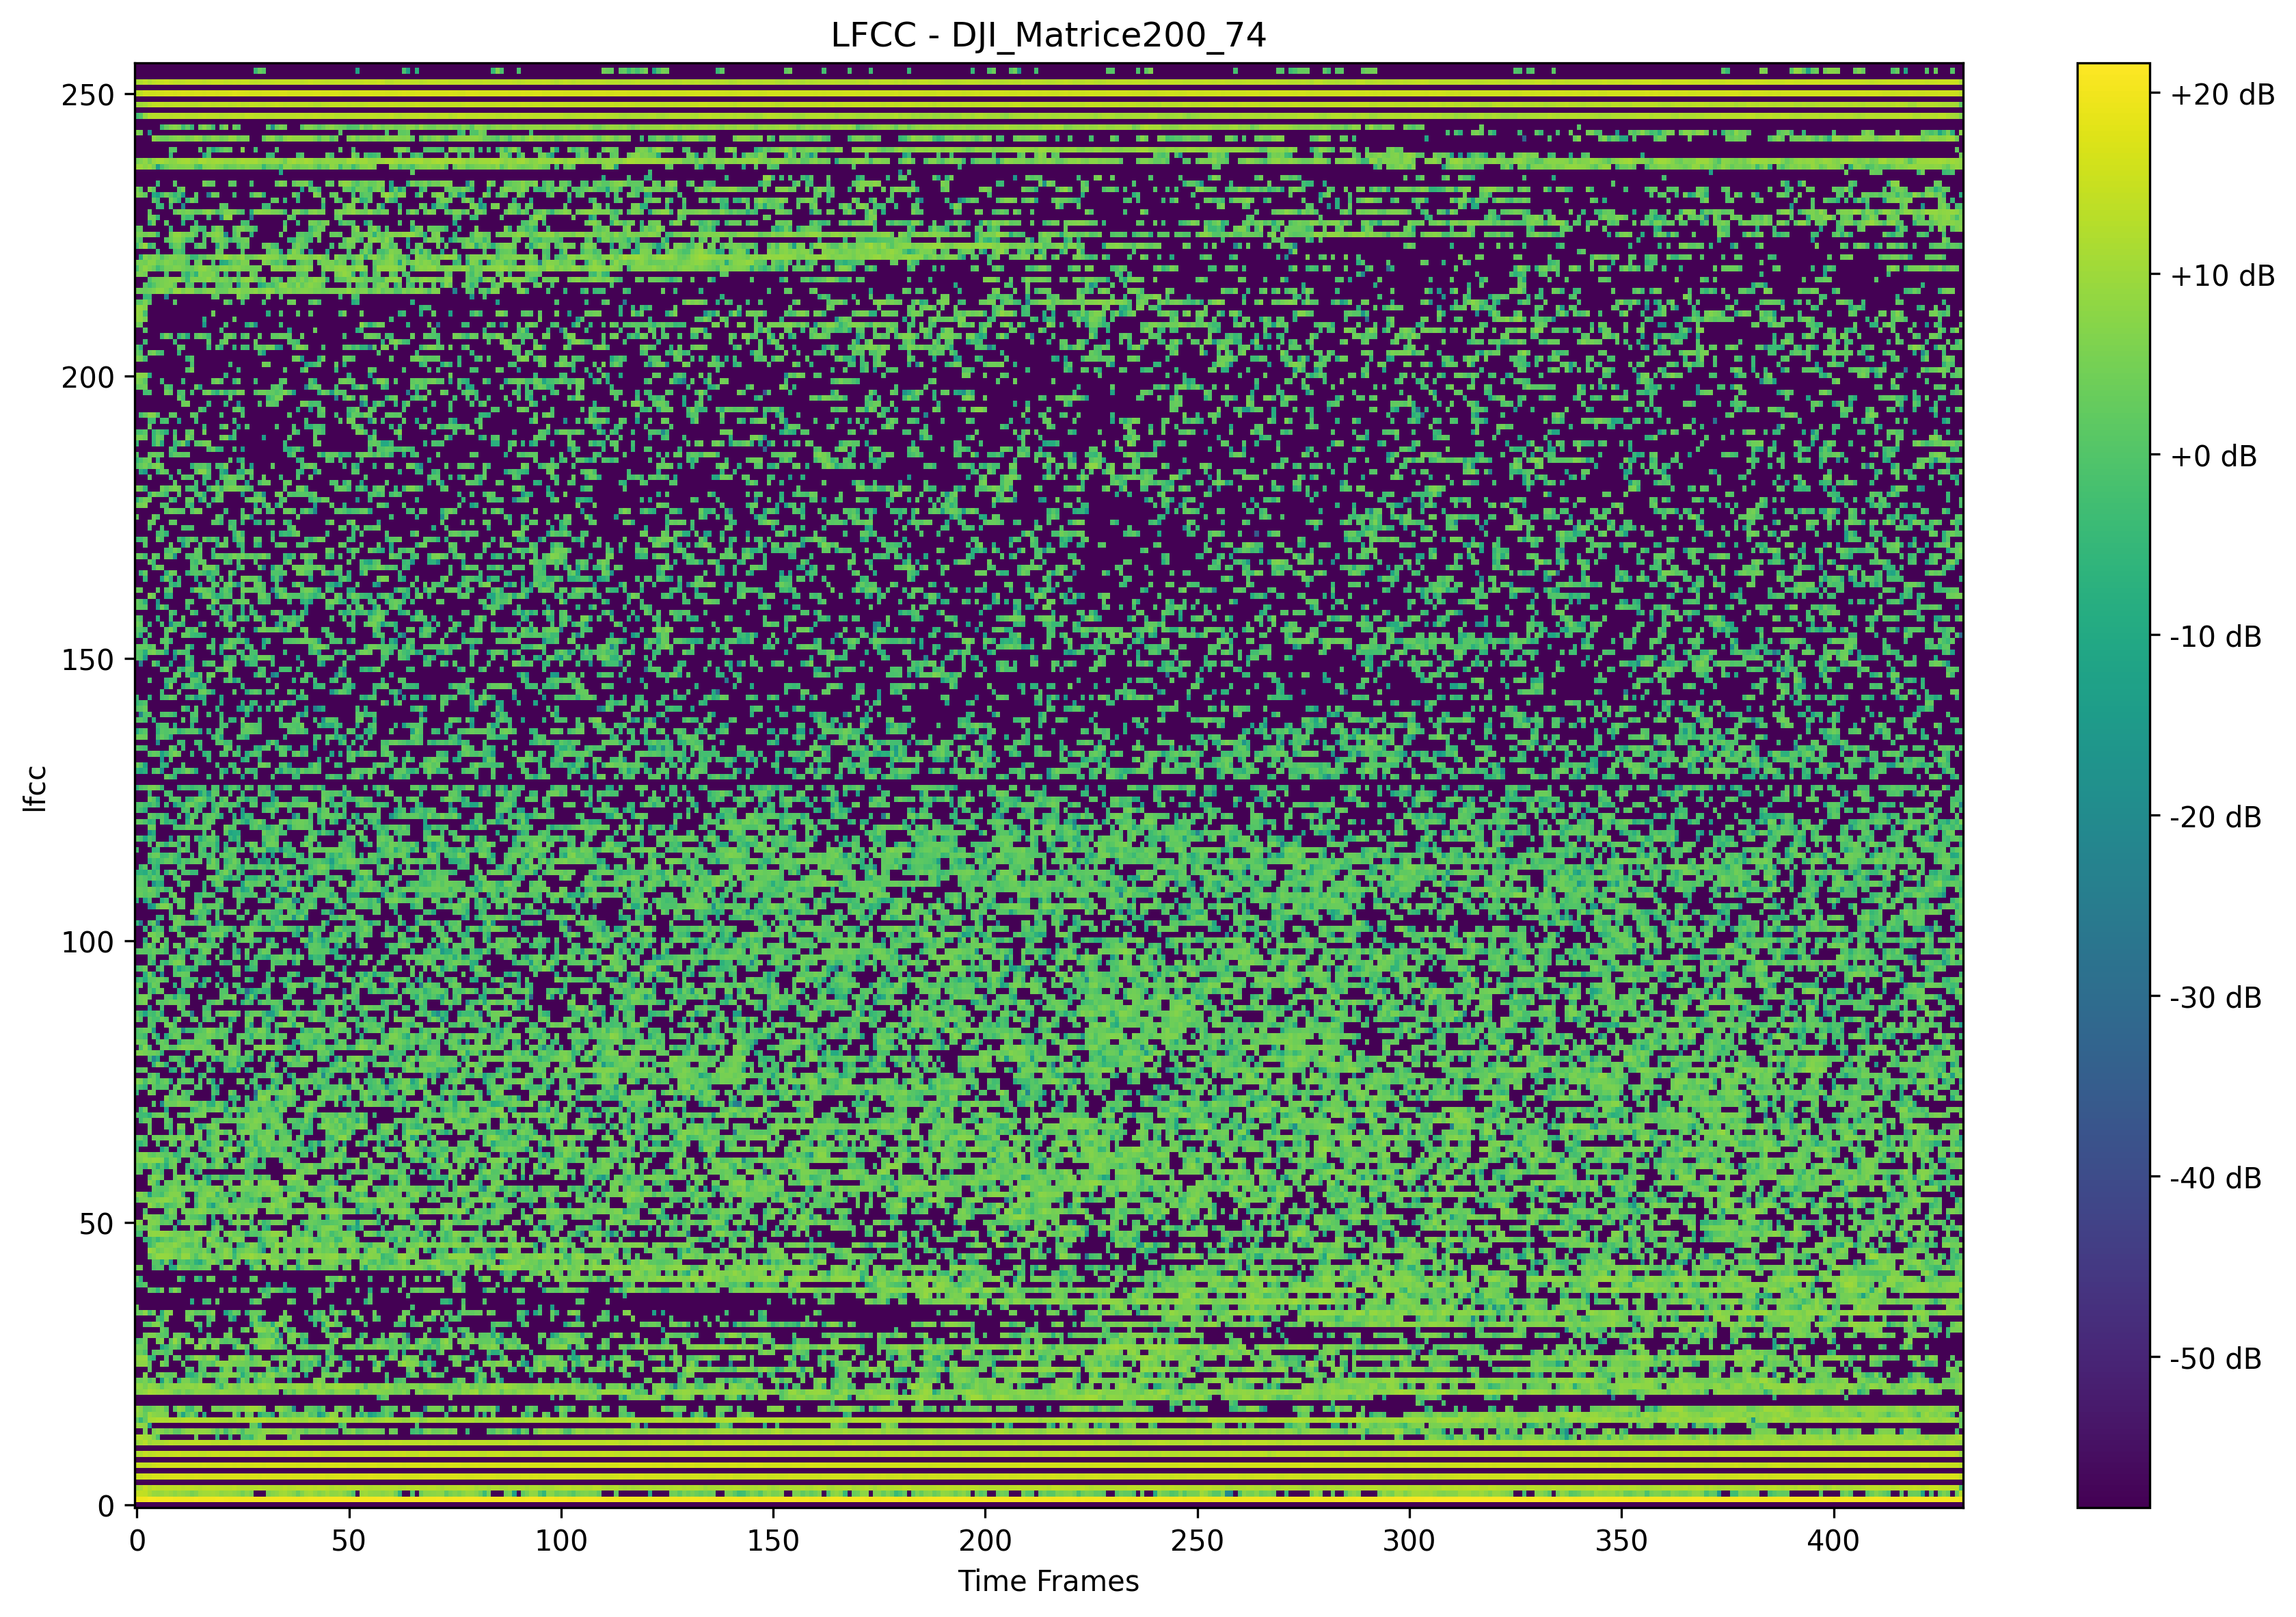 LFCC - DJI_Matrice200_74
250
200
150
100
50
0
lfcc
0 50 100 150 200 250 300 350 400
Time Frames
+20 dB
+10 dB
+0 dB
-10 dB
-20 dB
-30 dB
-40 dB
-50 dB